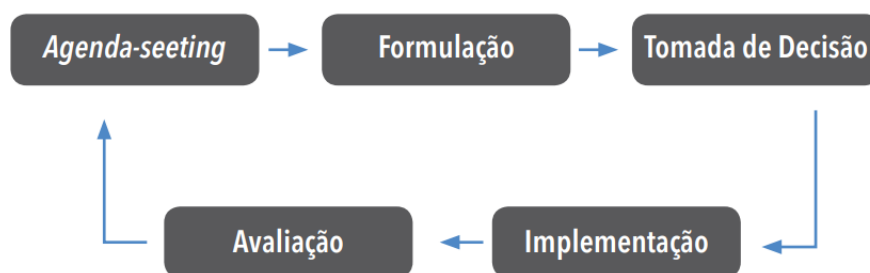 Agenda-seeting
Formulação
Tomada de Decisão
Avaliação
Implementação